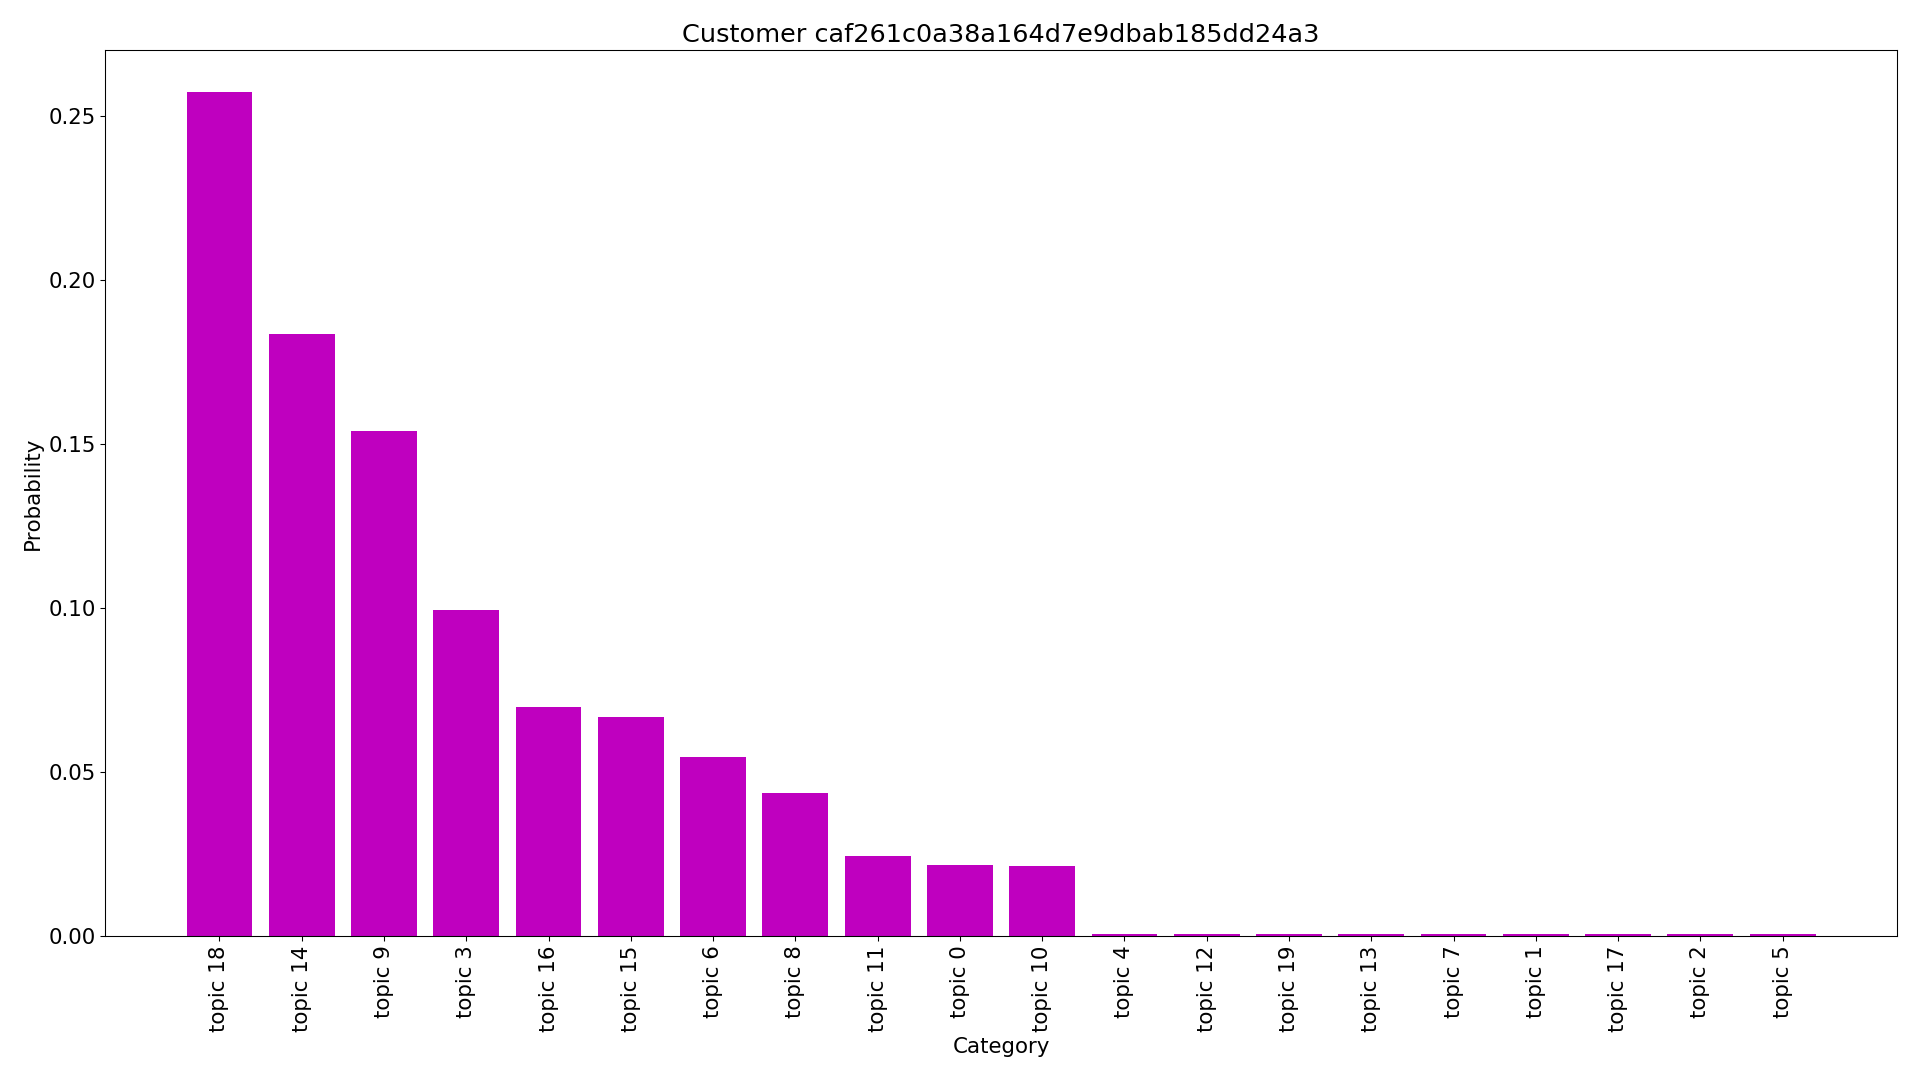 Customer caf261c0a38a164d7e9dbab185dd24a3
Probability
0.25
0.20
0.15
0.10
0.05
0.00
topic 18
topic 14
topic 9
topic 3
topic 16
topic 15
topic 6
topic 8
topic 11
topic 0
topic 10
topic 4
topic 12
topic 19
topic 13
topic 7
topic 1
topic 17
topic 2
topic 5
Category